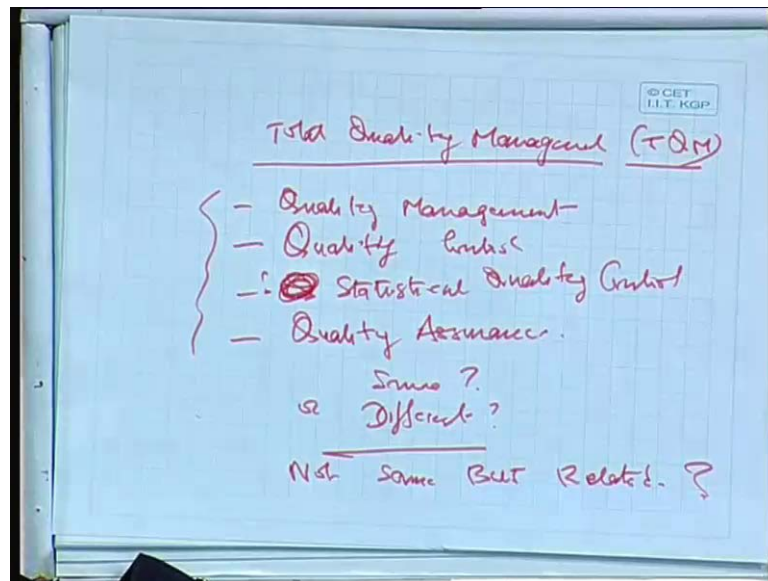 © CET
I.I.T. KGP
Total Quality Management (TQM)
- Quality Management
- Quality Control
- Statistical Quality Control
- Quality Assurance.
Same ?
or Different ?
Not Same But Related. ?